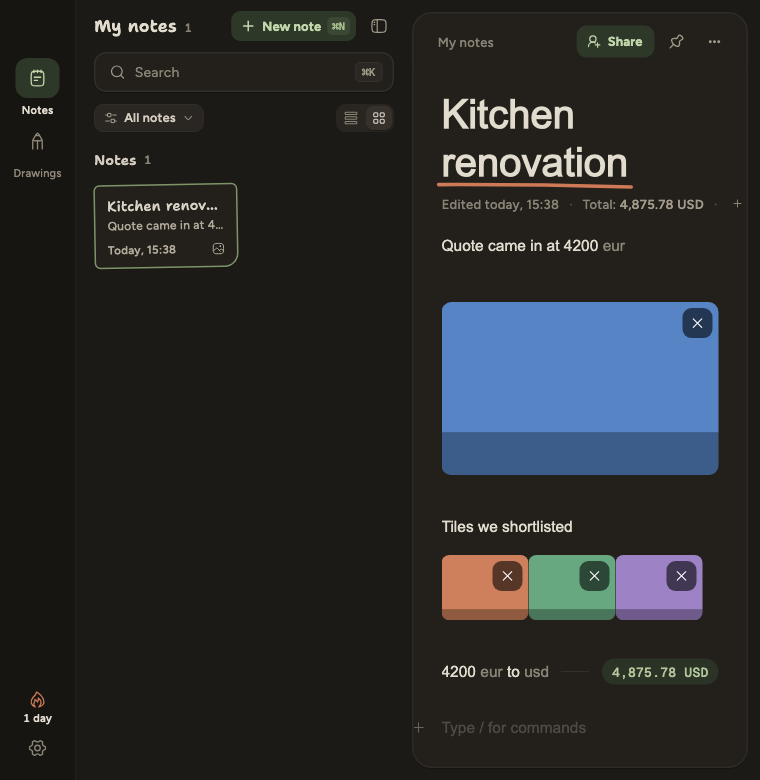 My notes 1
+ New note ⌘N
Search ⌘K
All notes
Notes 1
Kitchen renov...
Quote came in at 4...
Today, 15:38
Notes
Drawings
1 day
My notes
Share
Kitchen
renovation
Edited today, 15:38 · Total: 4,875.78 USD · +
Quote came in at 4200 eur
Tiles we shortlisted
4200 eur to usd 4,875.78 USD
+ Type / for commands